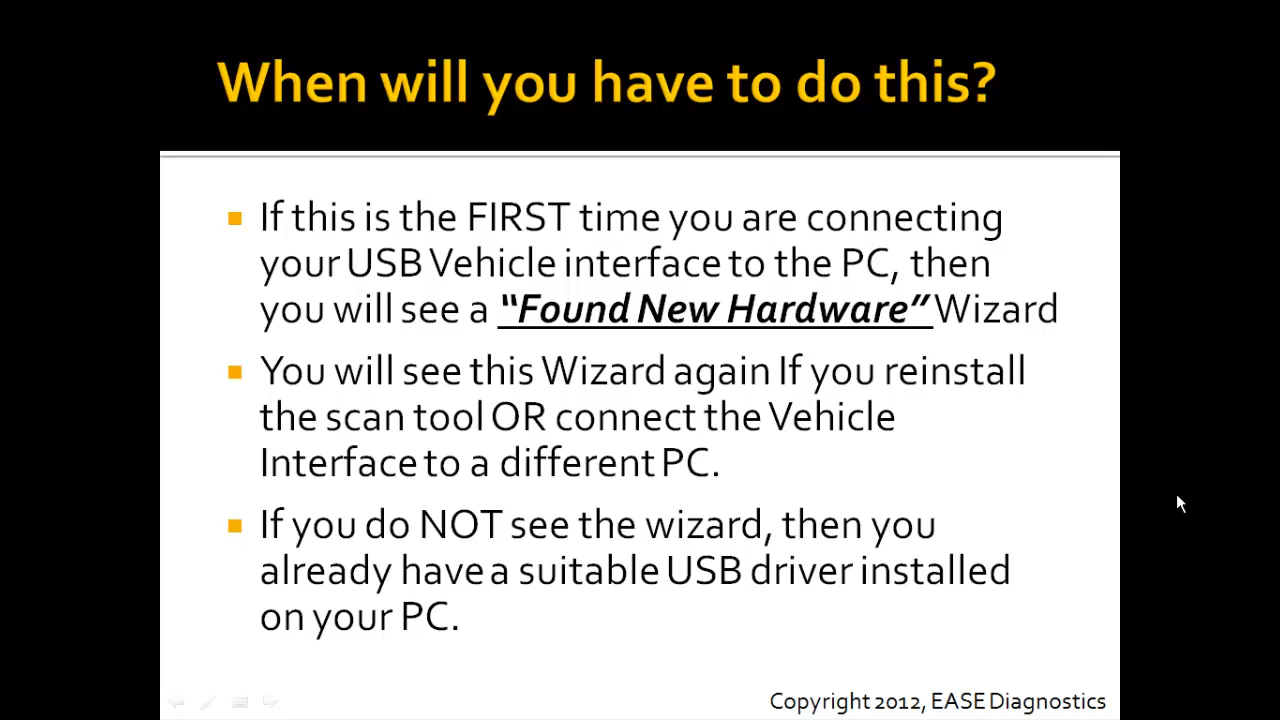 When will you have to do this?
If this is the FIRST time you are connecting
your USB Vehicle interface to the PC, then
you will see a “Found New Hardware” Wizard
You will see this Wizard again If you reinstall
the scan tool OR connect the Vehicle
Interface to a different PC.
If you do NOT see the wizard, then you
already have a suitable USB driver installed
on your PC.
Copyright 2012, EASE Diagnostics